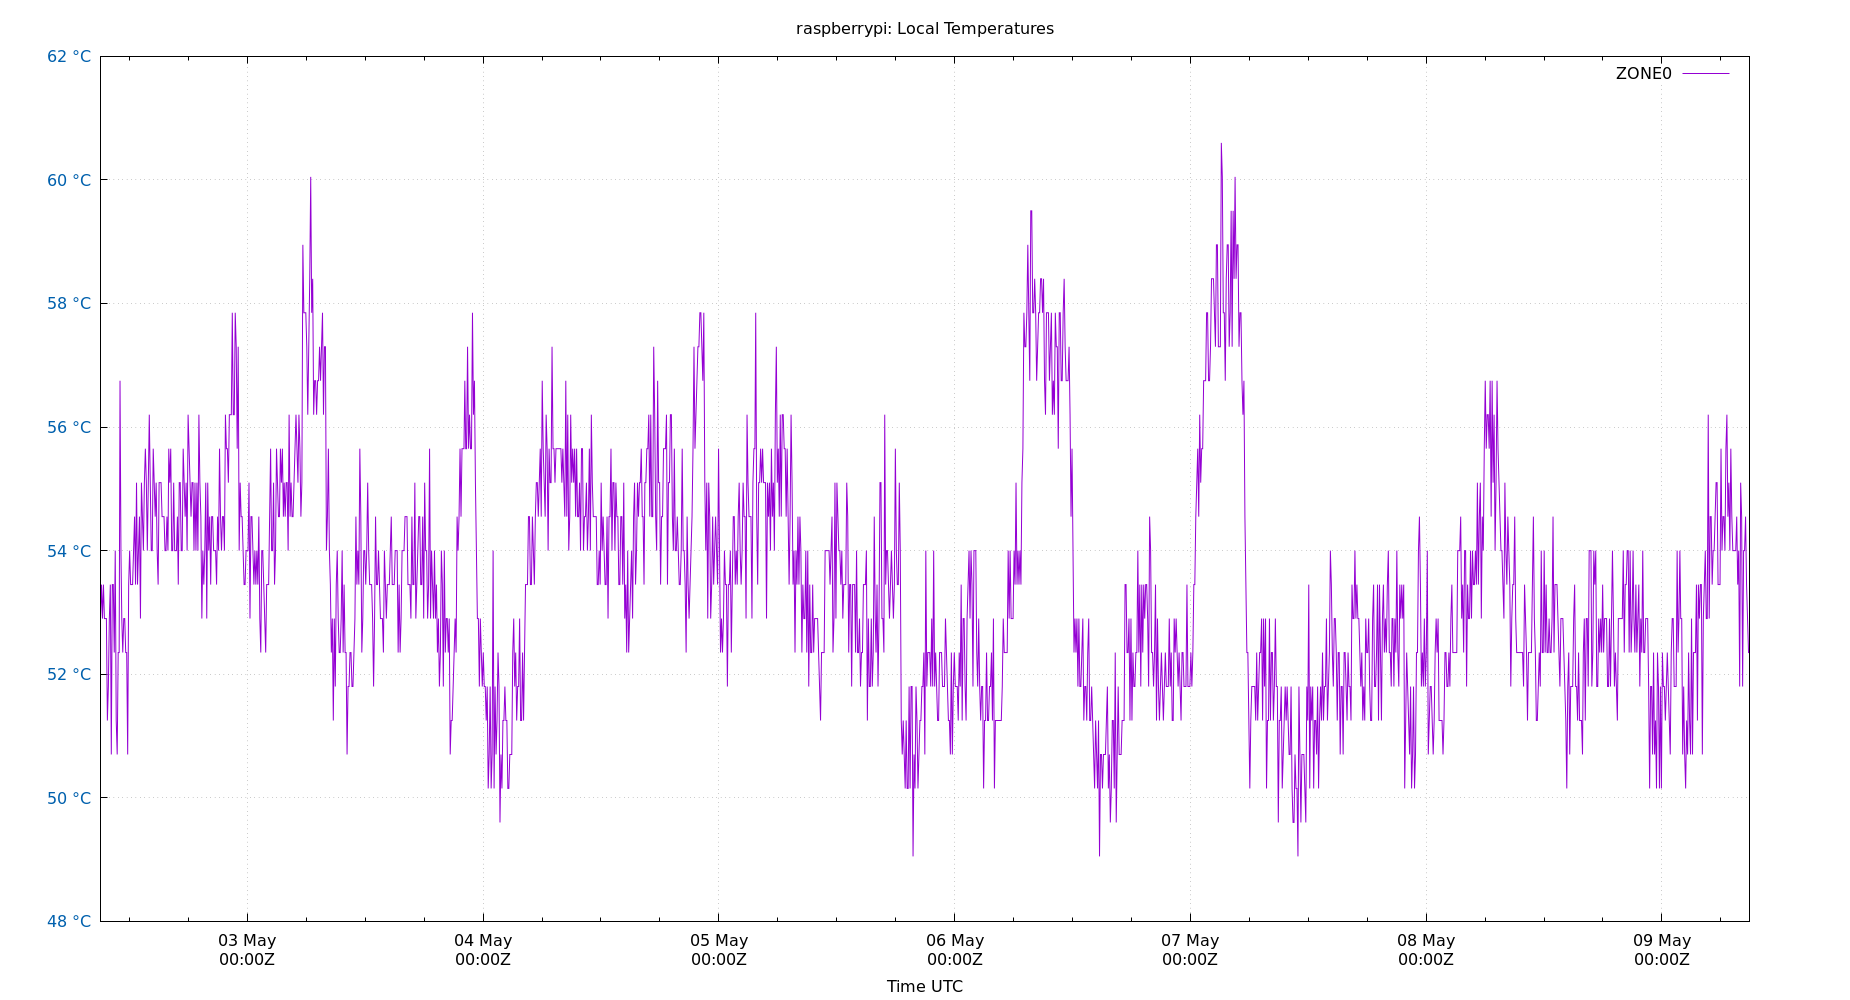 raspberrypi: Local Temperatures
62 °C
ZONE0
60 °C
58 °C
56 °C
54 °C
52 °C
50 °C
48 °C
03 May 04 May 05 May 06 May 07 May 08 May 09 May
00:00Z 00:00Z 00:00Z 00:00Z 00:00Z 00:00Z 00:00Z
Time UTC